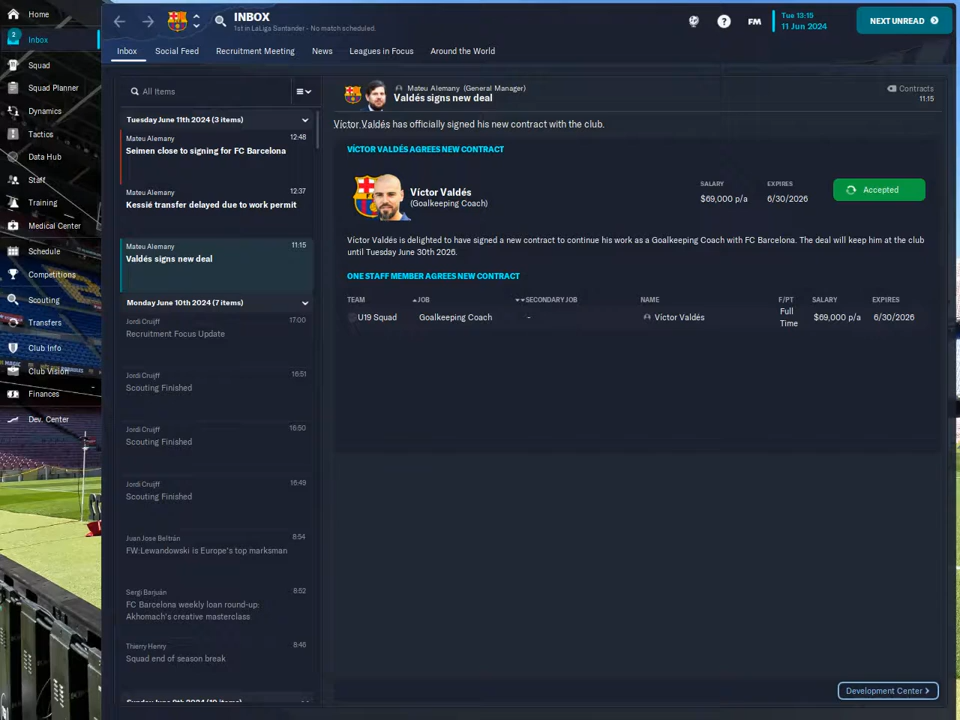 Home
INBOX
1st in LaLiga Santander - No match scheduled.
FM
Tue 13:15
11 Jun 2024
NEXT UNREAD
2
Inbox
Squad
Squad Planner
Dynamics
Tactics
Data Hub
Staff
Training
Medical Center
Schedule
Competitions
Scouting
Transfers
Club Info
Club Vision
Finances
Dev. Center
Inbox
Social Feed
Recruitment Meeting
News
Leagues in Focus
Around the World
All Items
Tuesday June 11th 2024 (3 items)
Mateu Alemany 12:48
Seimen close to signing for FC Barcelona
Mateu Alemany 12:37
Kessié transfer delayed due to work permit
Mateu Alemany 11:15
Valdés signs new deal
Monday June 10th 2024 (7 items)
Jordi Cruijff 17:00
Recruitment Focus Update
Jordi Cruijff 16:51
Scouting Finished
Jordi Cruijff 16:50
Scouting Finished
Jordi Cruijff 16:49
Scouting Finished
Juan Jose Beltrán 8:54
FW:Lewandowski is Europe's top marksman
Sergi Barjuán 8:52
FC Barcelona weekly loan round-up:
Akhomach's creative masterclass
Thierry Henry 8:46
Squad end of season break
Mateu Alemany (General Manager)
Valdés signs new deal
Contracts
11:15
Víctor Valdés has officially signed his new contract with the club.
VÍCTOR VALDÉS AGREES NEW CONTRACT
Víctor Valdés
(Goalkeeping Coach)
SALARY
$69,000 p/a
EXPIRES
6/30/2026
Accepted
Víctor Valdés is delighted to have signed a new contract to continue his work as a Goalkeeping Coach with FC Barcelona. The deal will keep him at the club
until Tuesday June 30th 2026.
ONE STAFF MEMBER AGREES NEW CONTRACT
TEAM JOB SECONDARY JOB NAME F/PT SALARY EXPIRES
U19 Squad Goalkeeping Coach - Víctor Valdés Full Time $69,000 p/a 6/30/2026
Development Center